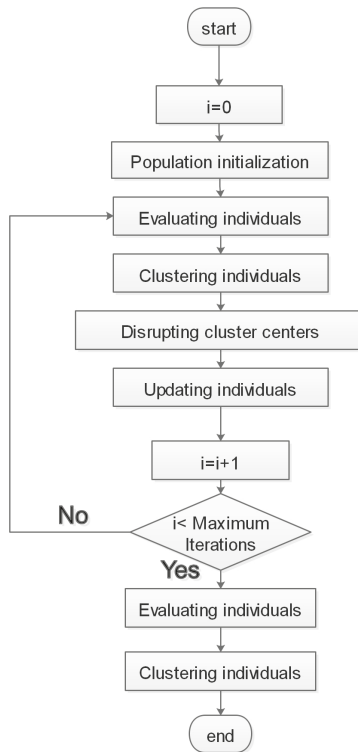 start
i=0
Population initialization
Evaluating individuals
Clustering individuals
Disrupting cluster centers
Updating individuals
i=i+1
i< Maximum
Iterations
No
Yes
Evaluating individuals
Clustering individuals
end